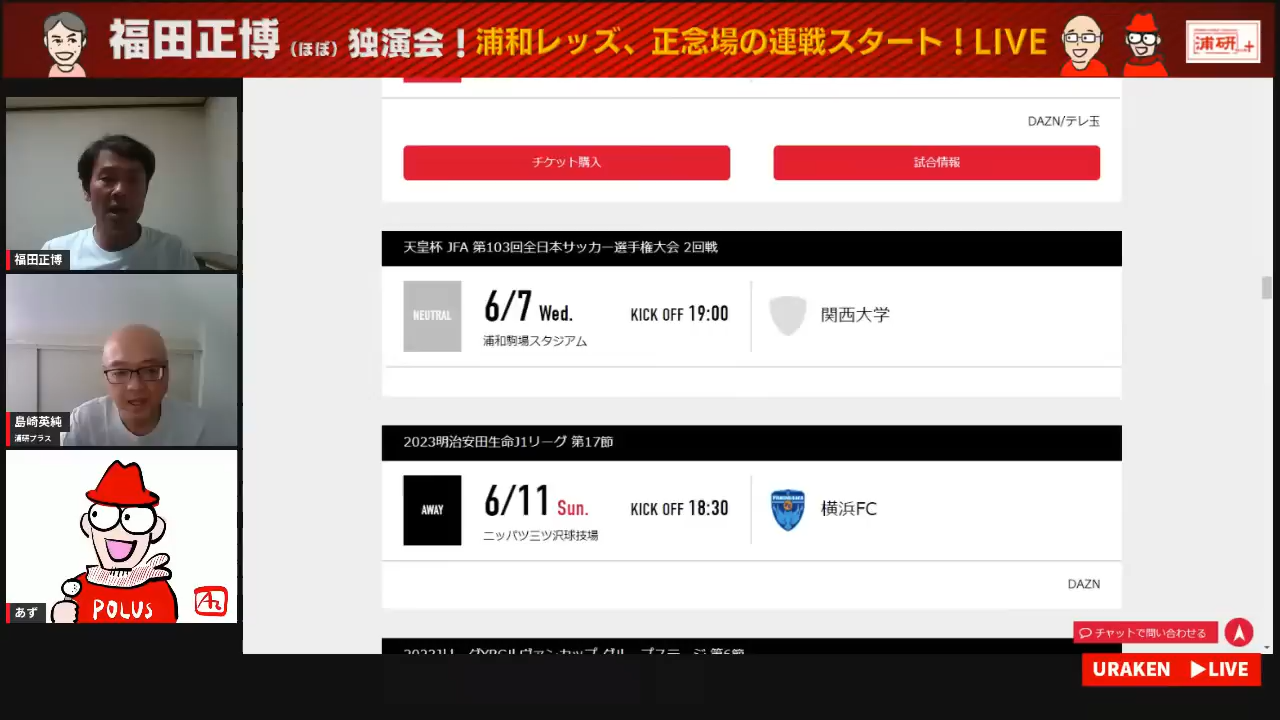 福田正博(ほぼ)独演会!浦和レッズ、正念場の連戦スタート!LIVE
浦研+
福田正博
島崎英純
浦研プラス
POLUS
あず
DAZN/テレ玉
チケット購入
試合情報
天皇杯 JFA 第103回全日本サッカー選手権大会 2回戦
NEUTRAL
6/7 Wed.
KICK OFF 19:00
浦和駒場スタジアム
関西大学
2023明治安田生命J1リーグ 第17節
AWAY
6/11 Sun.
KICK OFF 18:30
ニッパツ三ツ沢球技場
横浜FC
DAZN
チャットで問い合わせる
URAKEN ▶LIVE